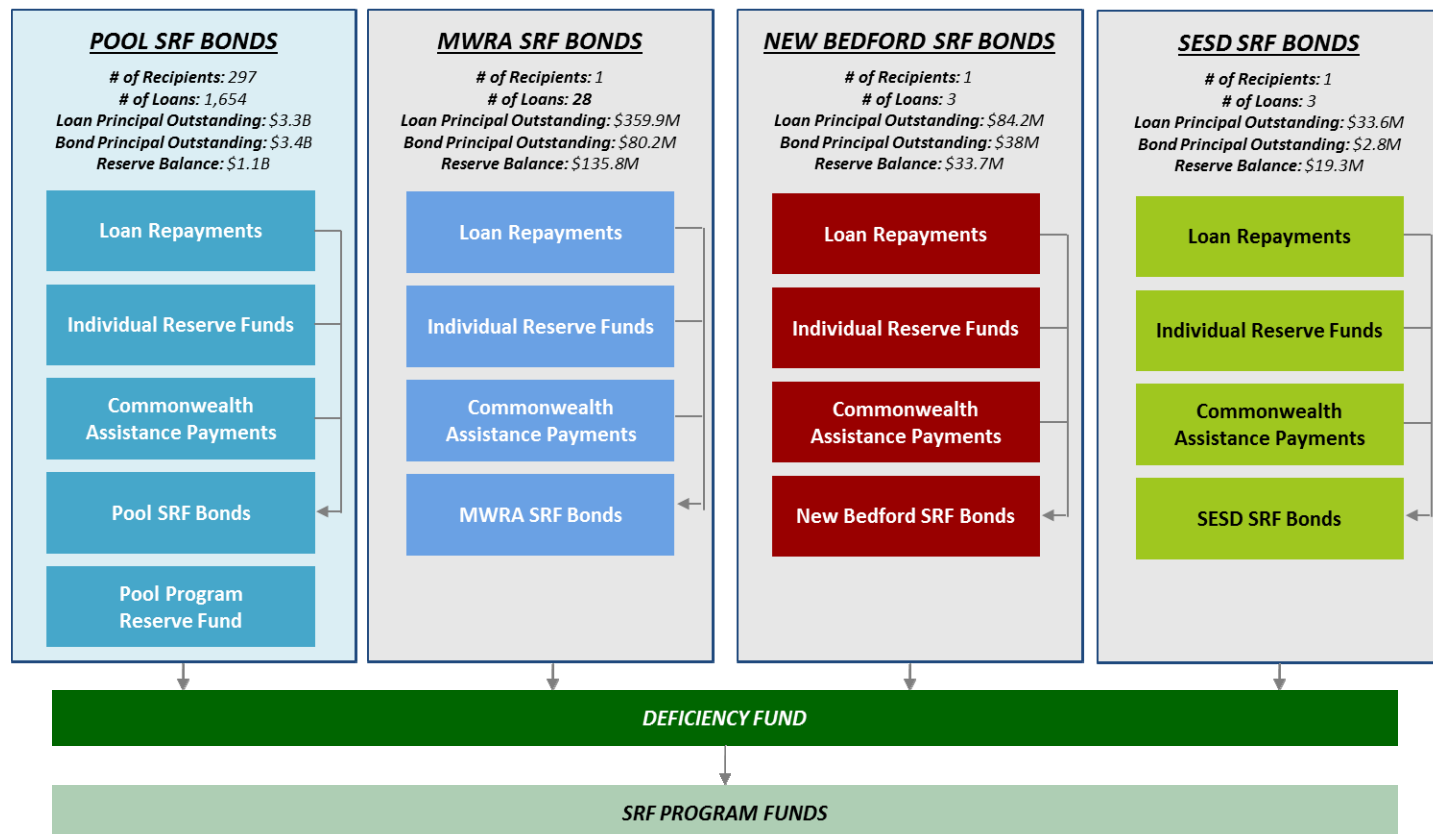 POOL SRF BONDS
# of Recipients: 297
# of Loans: 1,654
Loan Principal Outstanding: $3.3B
Bond Principal Outstanding: $3.4B
Reserve Balance: $1.1B
Loan Repayments
Individual Reserve Funds
Commonwealth
Assistance Payments
Pool SRF Bonds
Pool Program
Reserve Fund
MWRA SRF BONDS
# of Recipients: 1
# of Loans: 28
Loan Principal Outstanding: $359.9M
Bond Principal Outstanding: $80.2M
Reserve Balance: $135.8M
Loan Repayments
Individual Reserve Funds
Commonwealth
Assistance Payments
MWRA SRF Bonds
NEW BEDFORD SRF BONDS
# of Recipients: 1
# of Loans: 3
Loan Principal Outstanding: $84.2M
Bond Principal Outstanding: $38M
Reserve Balance: $33.7M
Loan Repayments
Individual Reserve Funds
Commonwealth
Assistance Payments
New Bedford SRF Bonds
SESD SRF BONDS
# of Recipients: 1
# of Loans: 3
Loan Principal Outstanding: $33.6M
Bond Principal Outstanding: $2.8M
Reserve Balance: $19.3M
Loan Repayments
Individual Reserve Funds
Commonwealth
Assistance Payments
SESD SRF Bonds
DEFICIENCY FUND
SRF PROGRAM FUNDS